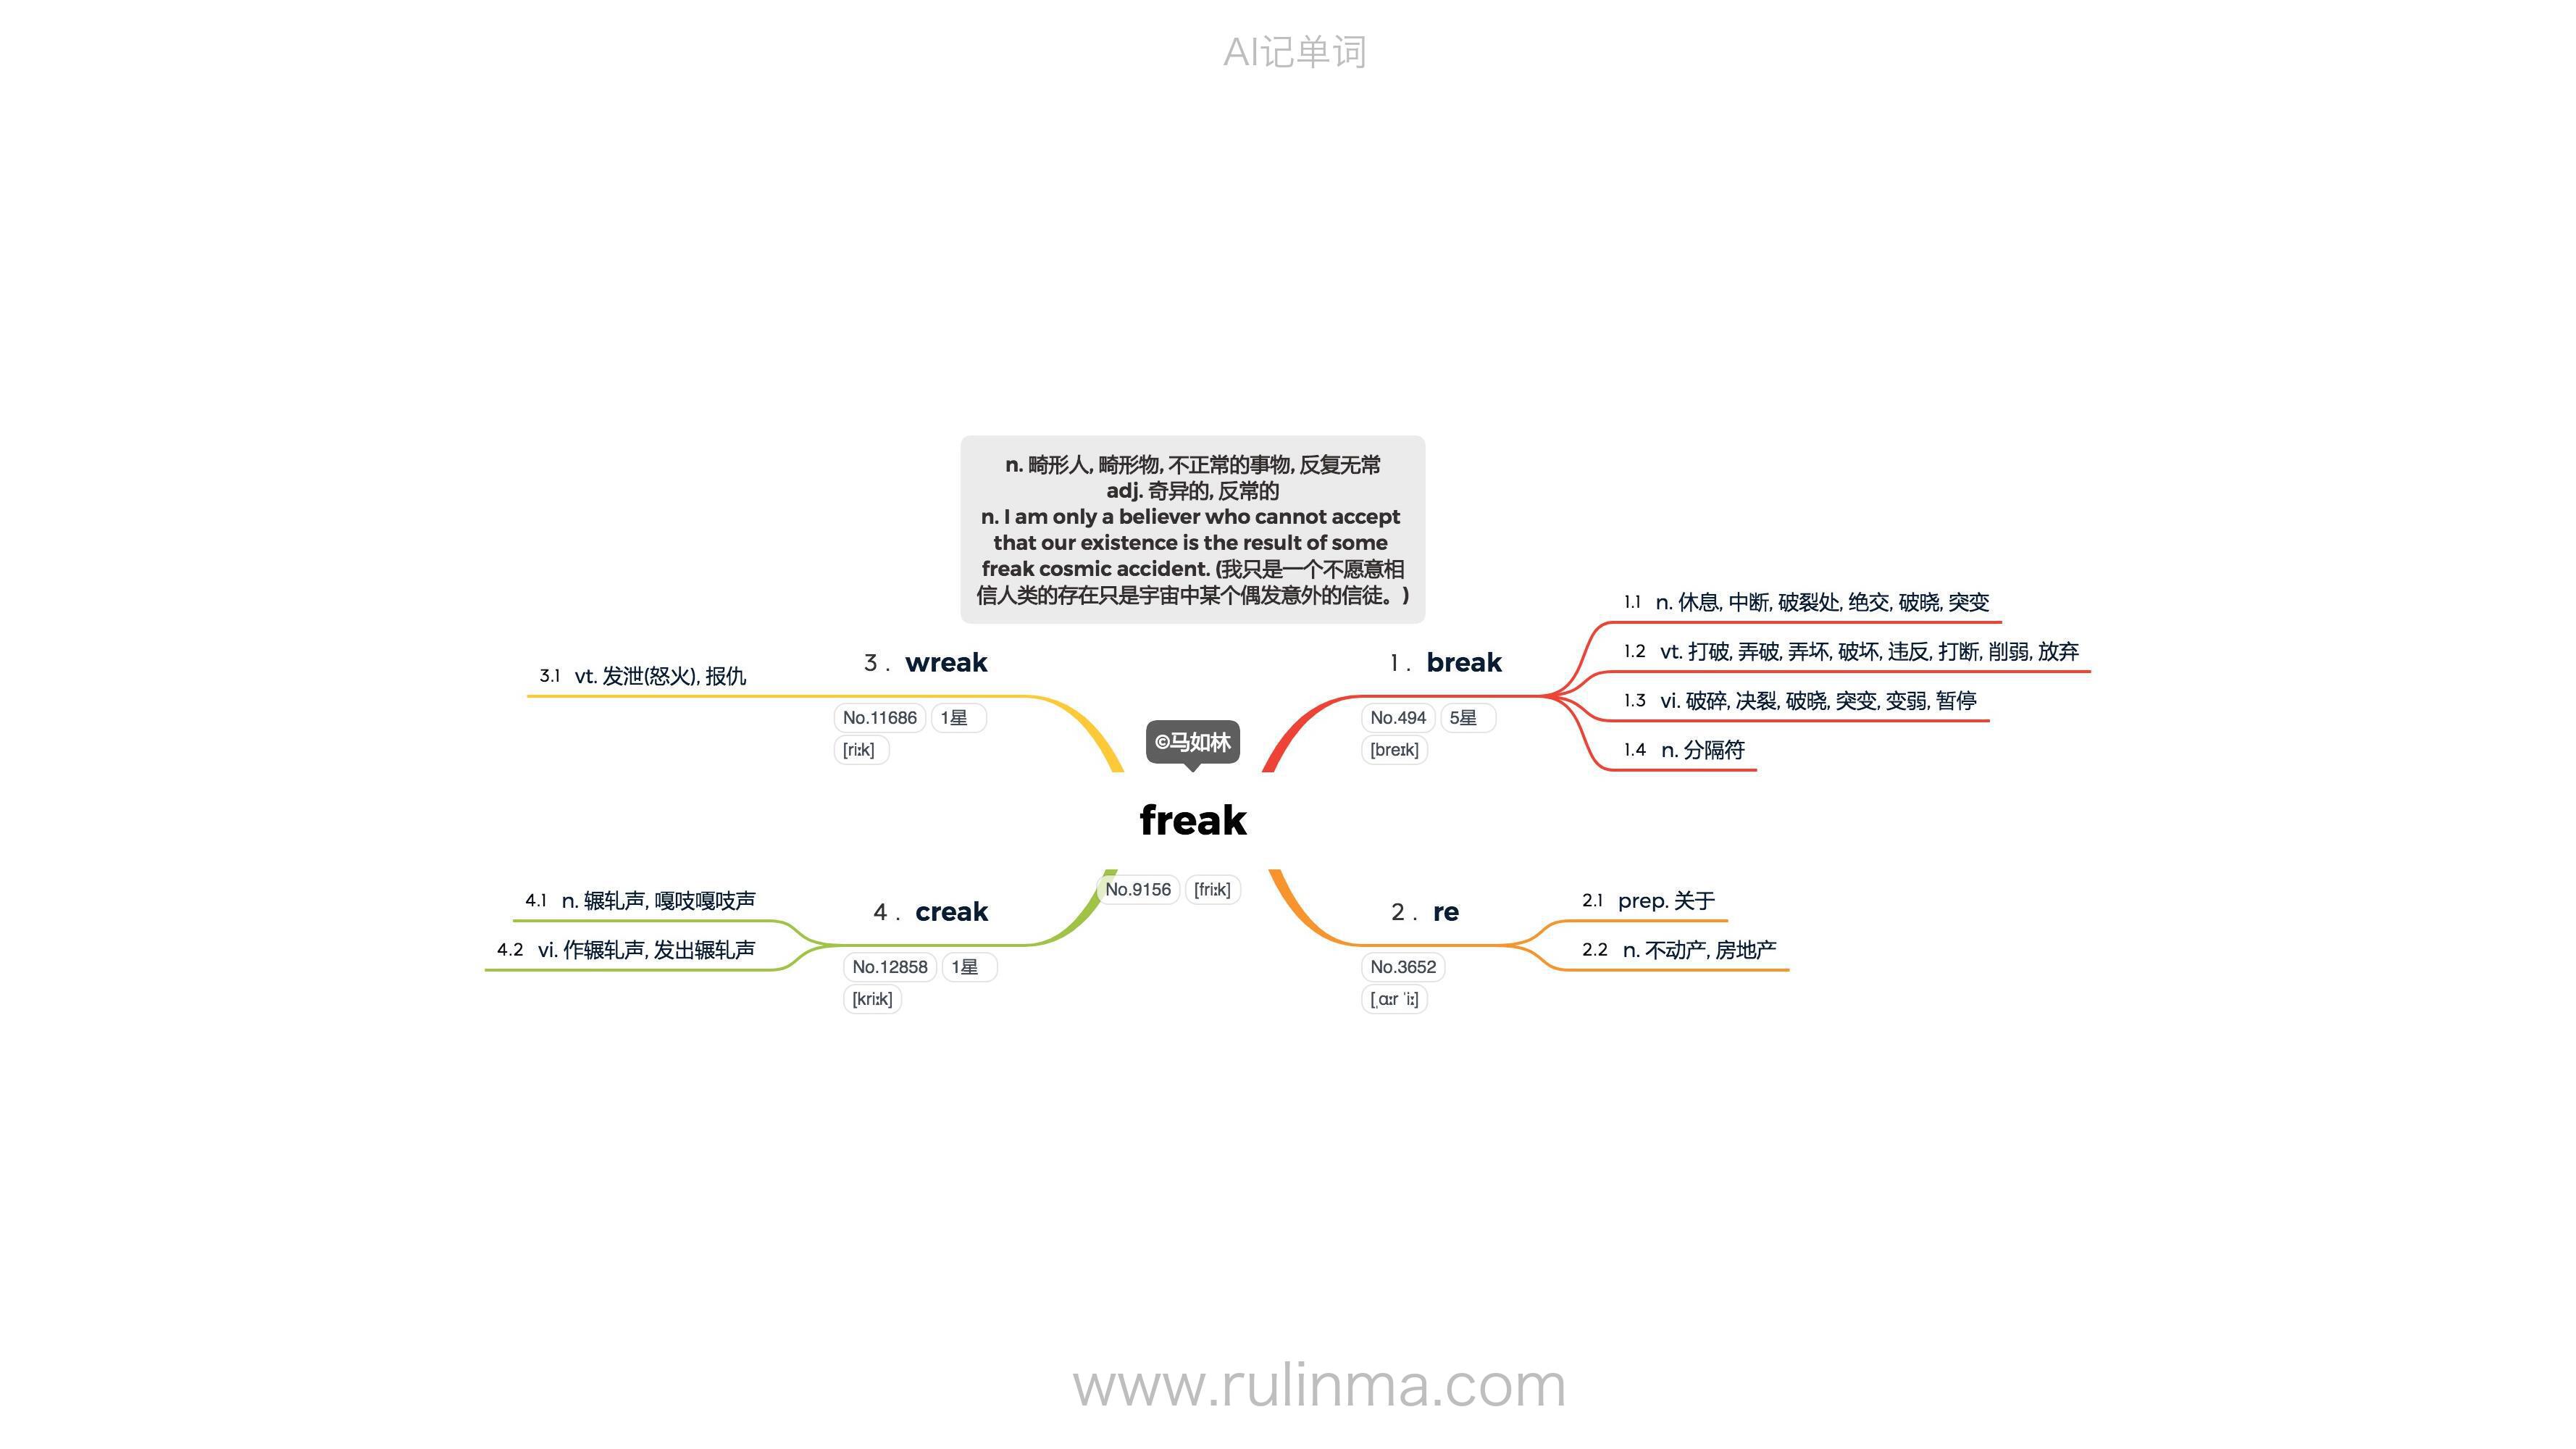 AI记单词
n. 畸形人, 畸形物, 不正常的事物, 反复无常
adj. 奇异的, 反常的
n. I am only a believer who cannot accept
that our existence is the result of some
freak cosmic accident. (我只是一个不愿意相
信人类的存在只是宇宙中某个偶发意外的信徒。)
©马如林
freak
No.9156 [friːk]
1 . break
No.494 5星
[breɪk]
1.1 n. 休息, 中断, 破裂处, 绝交, 破晓, 突变
1.2 vt. 打破, 弄破, 弄坏, 破坏, 违反, 打断, 削弱, 放弃
1.3 vi. 破碎, 决裂, 破晓, 突变, 变弱, 暂停
1.4 n. 分隔符
2 . re
No.3652
[ˌɑːr ˈiː]
2.1 prep. 关于
2.2 n. 不动产, 房地产
3 . wreak
No.11686 1星
[riːk]
3.1 vt. 发泄(怒火), 报仇
4 . creak
No.12858 1星
[kriːk]
4.1 n. 辗轧声, 嘎吱嘎吱声
4.2 vi. 作辗轧声, 发出辗轧声
www.rulinma.com